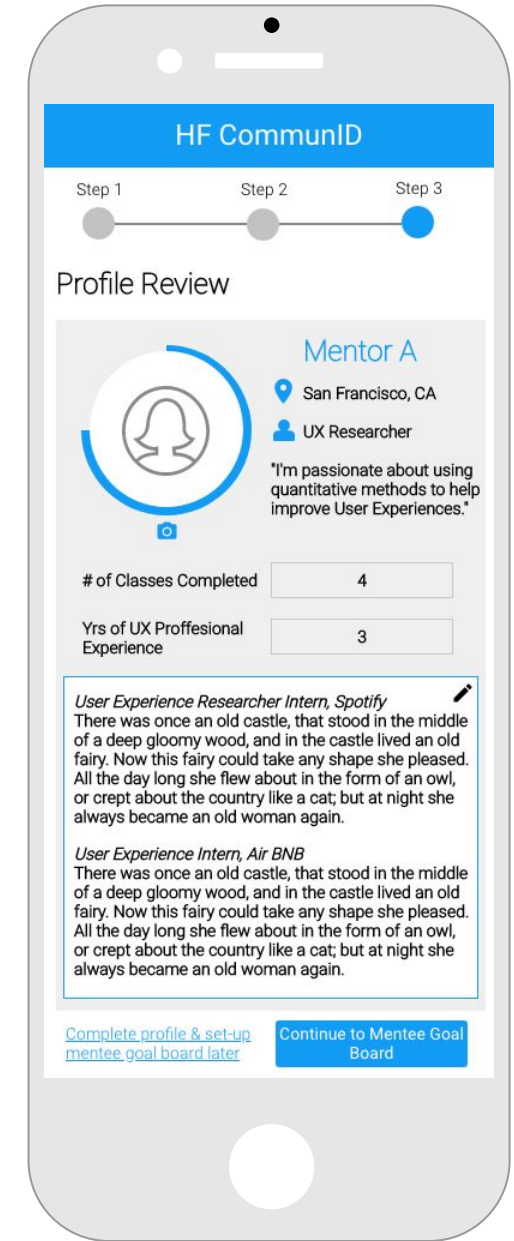 HF CommunID
Step 1 Step 2 Step 3
Profile Review
Mentor A
San Francisco, CA
UX Researcher
"I'm passionate about using
quantitative methods to help
improve User Experiences."
# of Classes Completed 4
Yrs of UX Proffesional
Experience
3
User Experience Researcher Intern, Spotify
There was once an old castle, that stood in the middle
of a deep gloomy wood, and in the castle lived an old
fairy. Now this fairy could take any shape she pleased.
All the day long she flew about in the form of an owl,
or crept about the country like a cat; but at night she
always became an old woman again.
User Experience Intern, Air BNB
There was once an old castle, that stood in the middle
of a deep gloomy wood, and in the castle lived an old
fairy. Now this fairy could take any shape she pleased.
All the day long she flew about in the form of an owl,
or crept about the country like a cat; but at night she
always became an old woman again.
Complete profile & set-up
mentee goal board later
Continue to Mentee Goal
Board